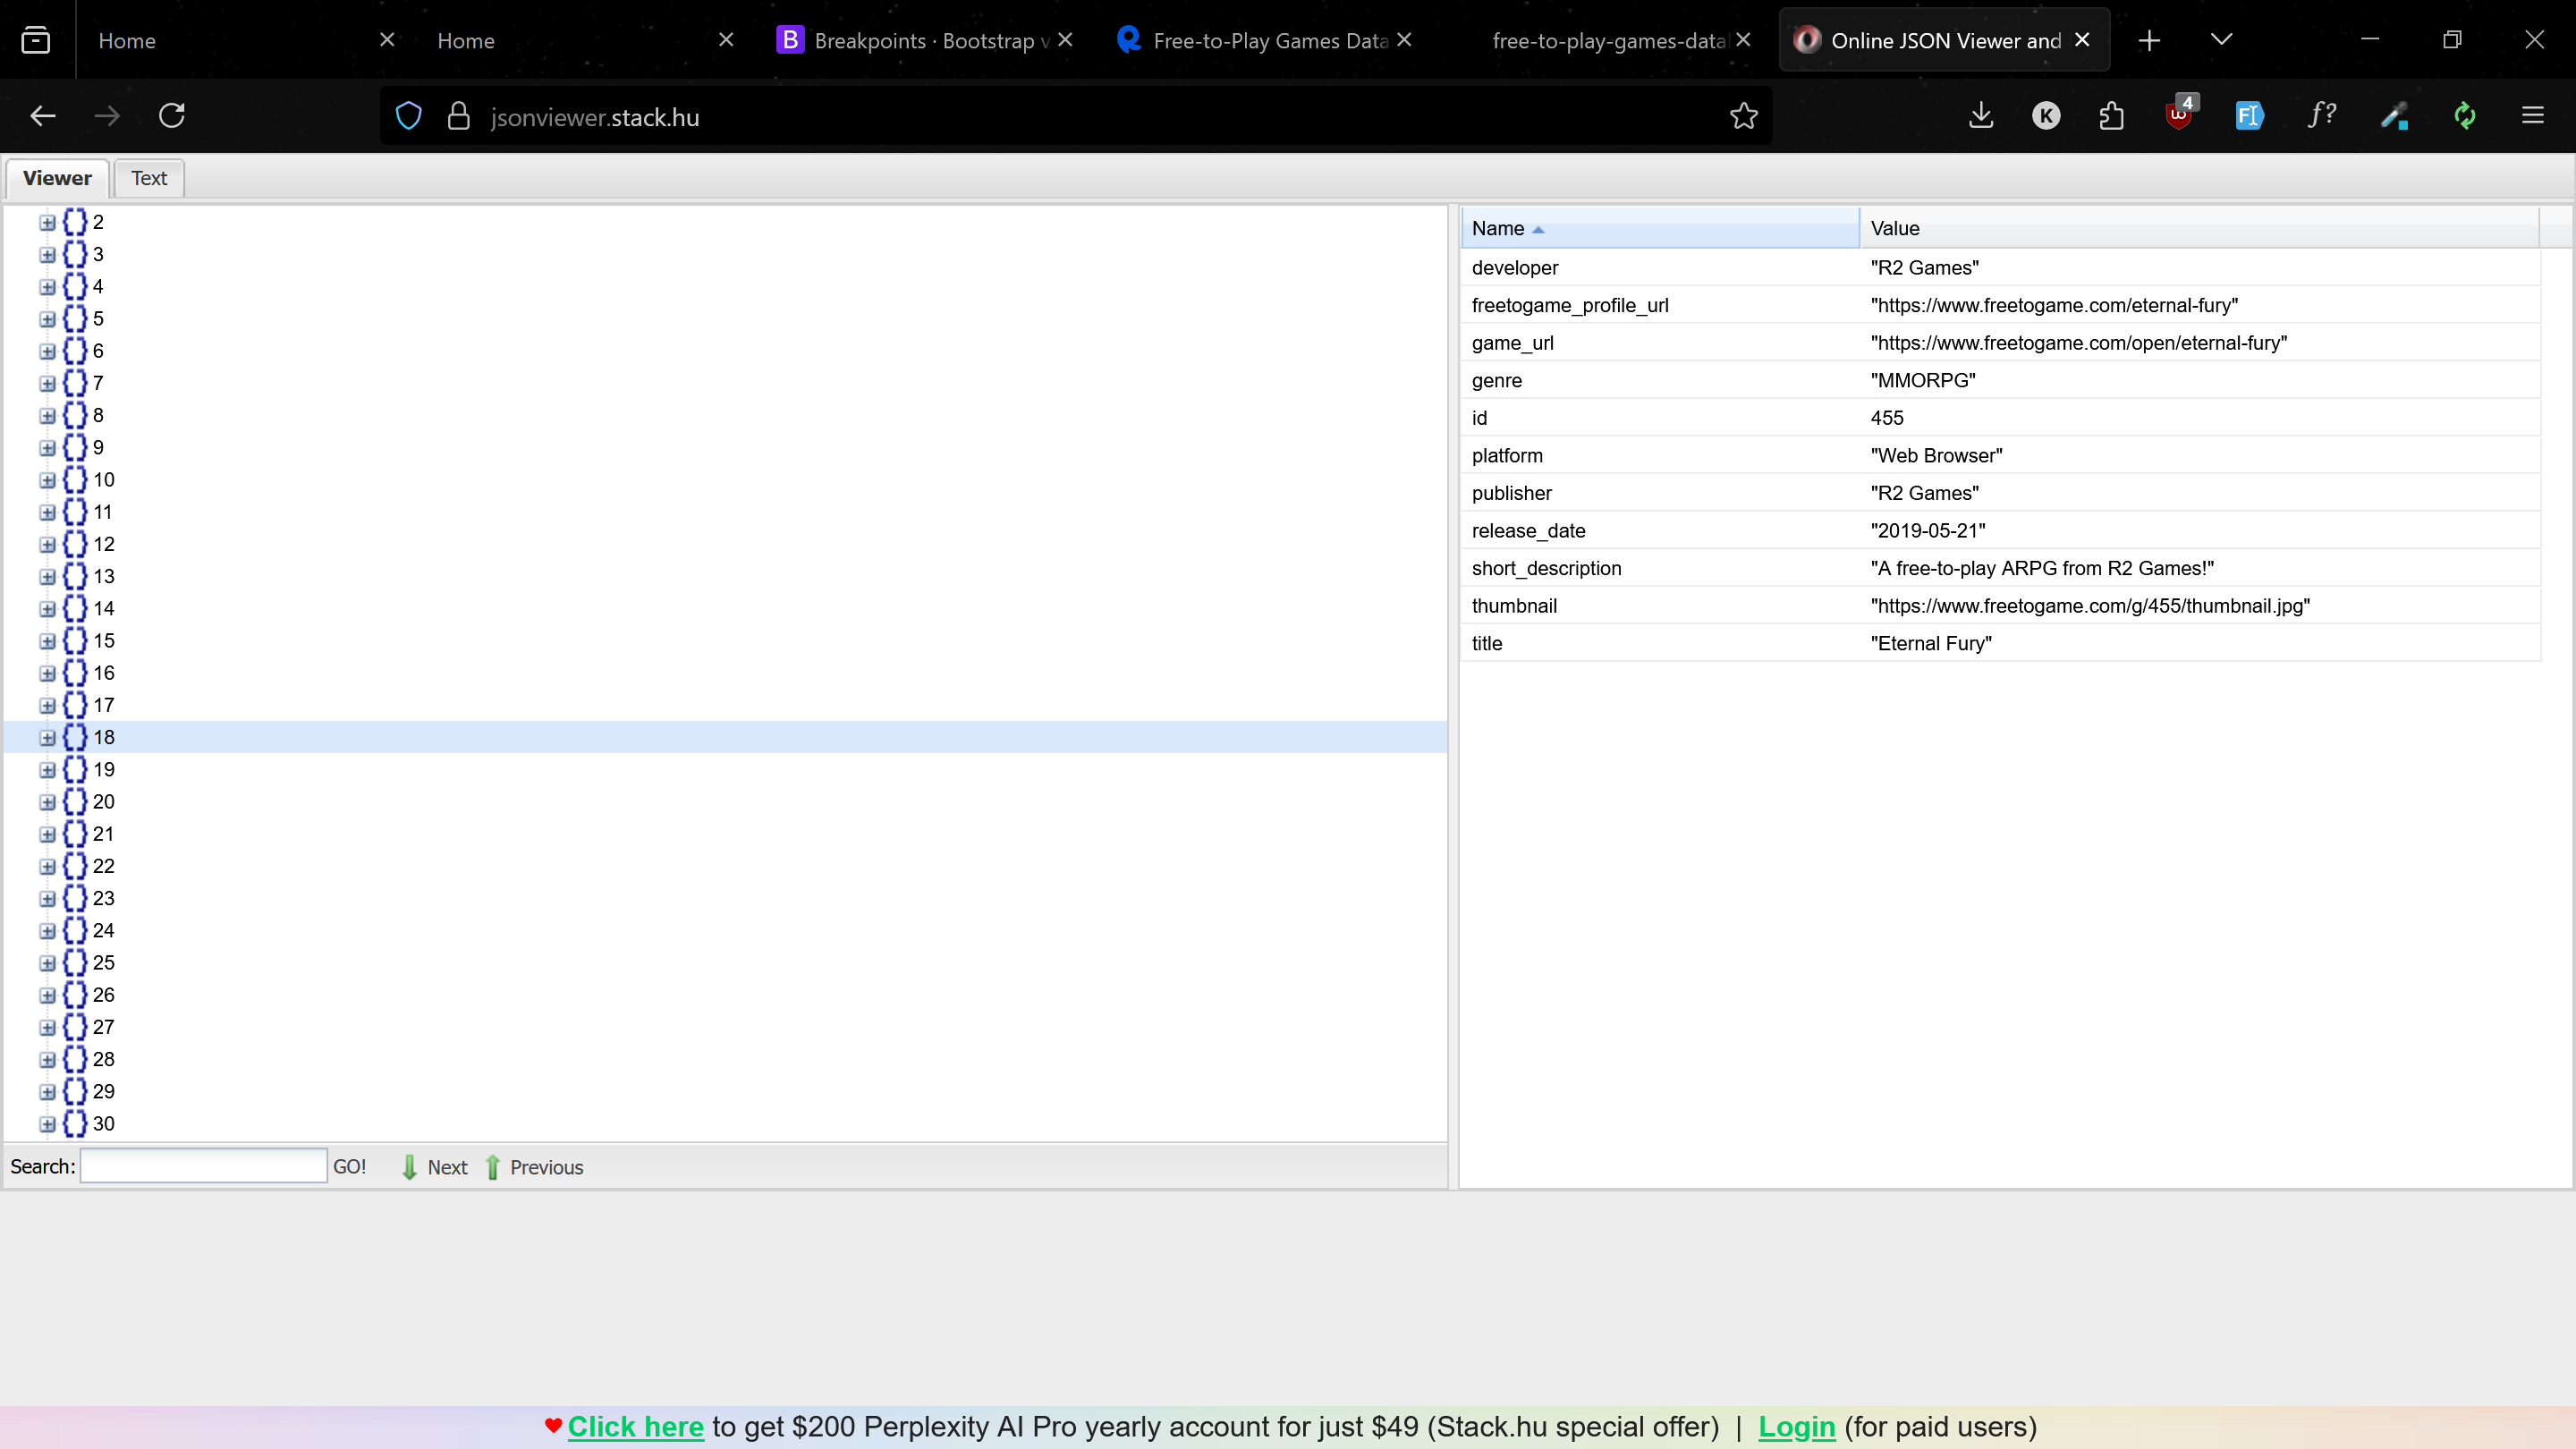 Home
Home
B Breakpoints · Bootstrap v
Free-to-Play Games Data
free-to-play-games-data
Online JSON Viewer and
jsonviewer.stack.hu
K
4
F
f?
Viewer
Text
2
3
4
5
6
7
8
9
10
11
12
13
14
15
16
17
18
19
20
21
22
23
24
25
26
27
28
29
30
Name Value
developer "R2 Games"
freetogame_profile_url "https://www.freetogame.com/eternal-fury"
game_url "https://www.freetogame.com/open/eternal-fury"
genre "MMORPG"
id 455
platform "Web Browser"
publisher "R2 Games"
release_date "2019-05-21"
short_description "A free-to-play ARPG from R2 Games!"
thumbnail "https://www.freetogame.com/g/455/thumbnail.jpg"
title "Eternal Fury"
Search: GO! Next Previous
Click here to get $200 Perplexity AI Pro yearly account for just $49 (Stack.hu special offer) | Login (for paid users)